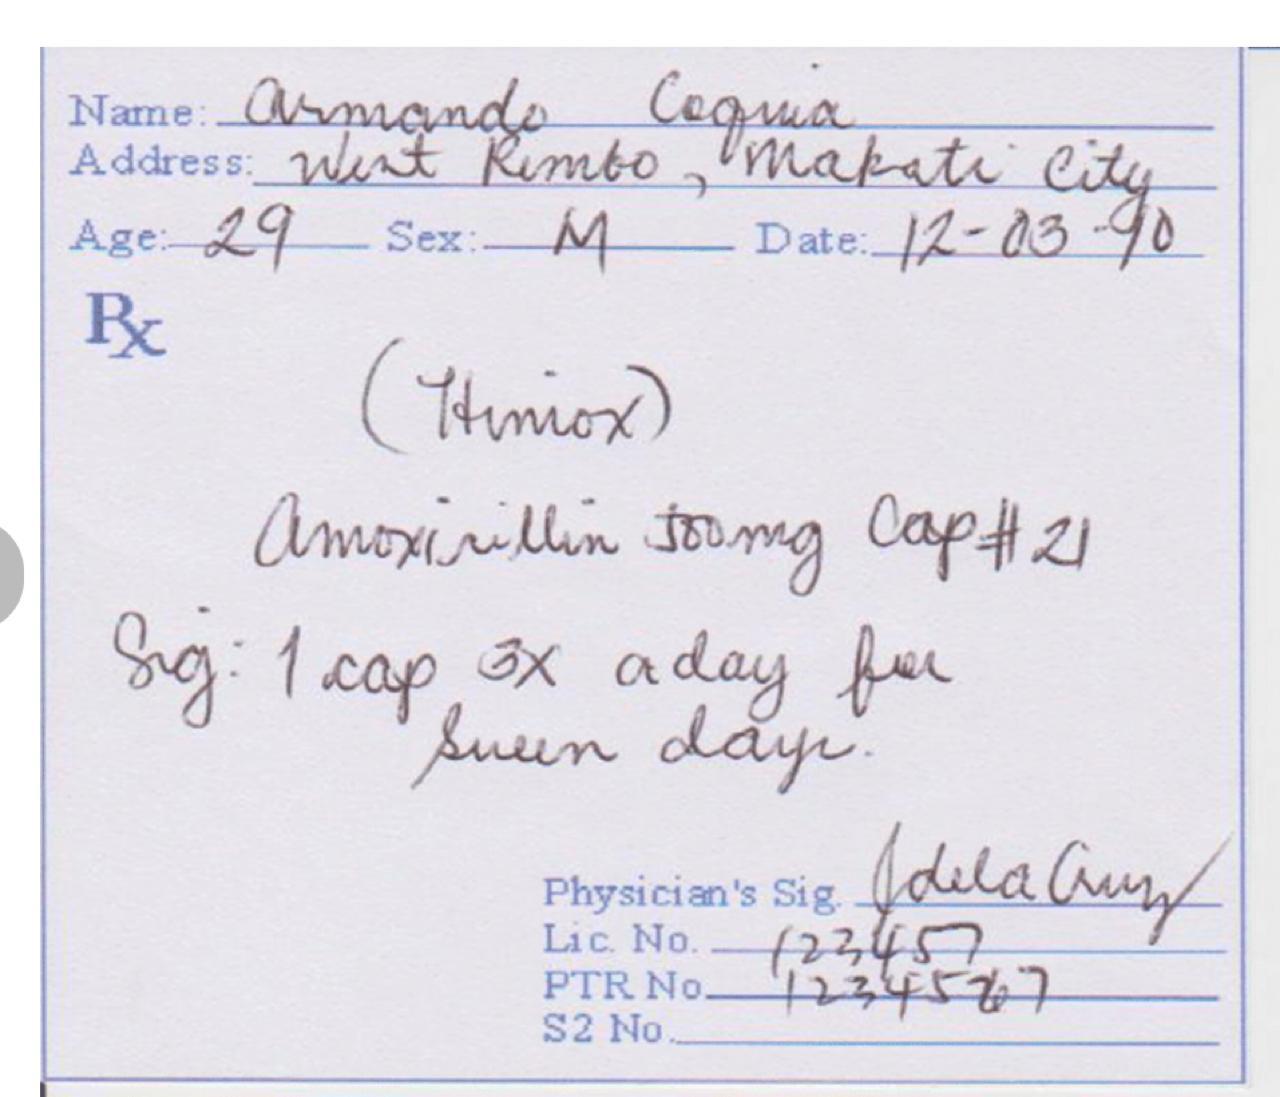 Name: Armando Coquia
Address: West Rembo, Makati City
Age: 29 Sex: M Date: 12-03-90
Rx
(Himox)
Amoxicillin 500mg Cap #21
Sig: 1 cap 3x a day for
seven days.
Physician's Sig. Jdela Cruz
Lic. No. 123457
PTR No. 1234567
S2 No.